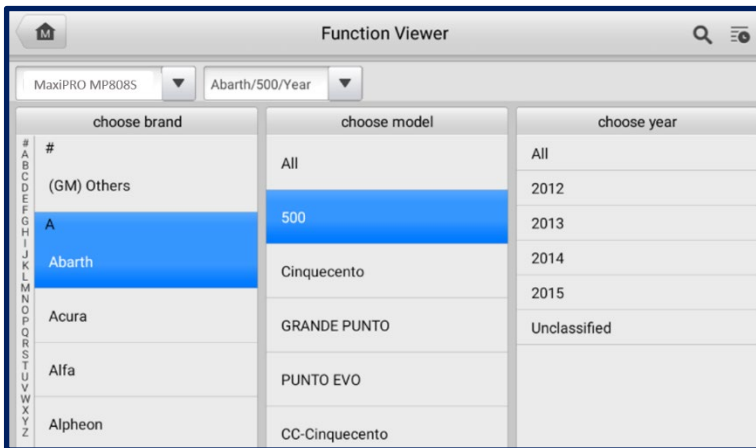 M
Function Viewer
MaxiPRO MP808S
Abarth/500/Year
choose brand
choose model
choose year
#
A
B
C
D
E
F
G
H
I
J
K
L
M
N
O
P
Q
R
S
T
U
V
W
X
Y
Z
#
(GM) Others
A
Abarth
Acura
Alfa
Alpheon
All
500
Cinquecento
GRANDE PUNTO
PUNTO EVO
CC-Cinquecento
All
2012
2013
2014
2015
Unclassified